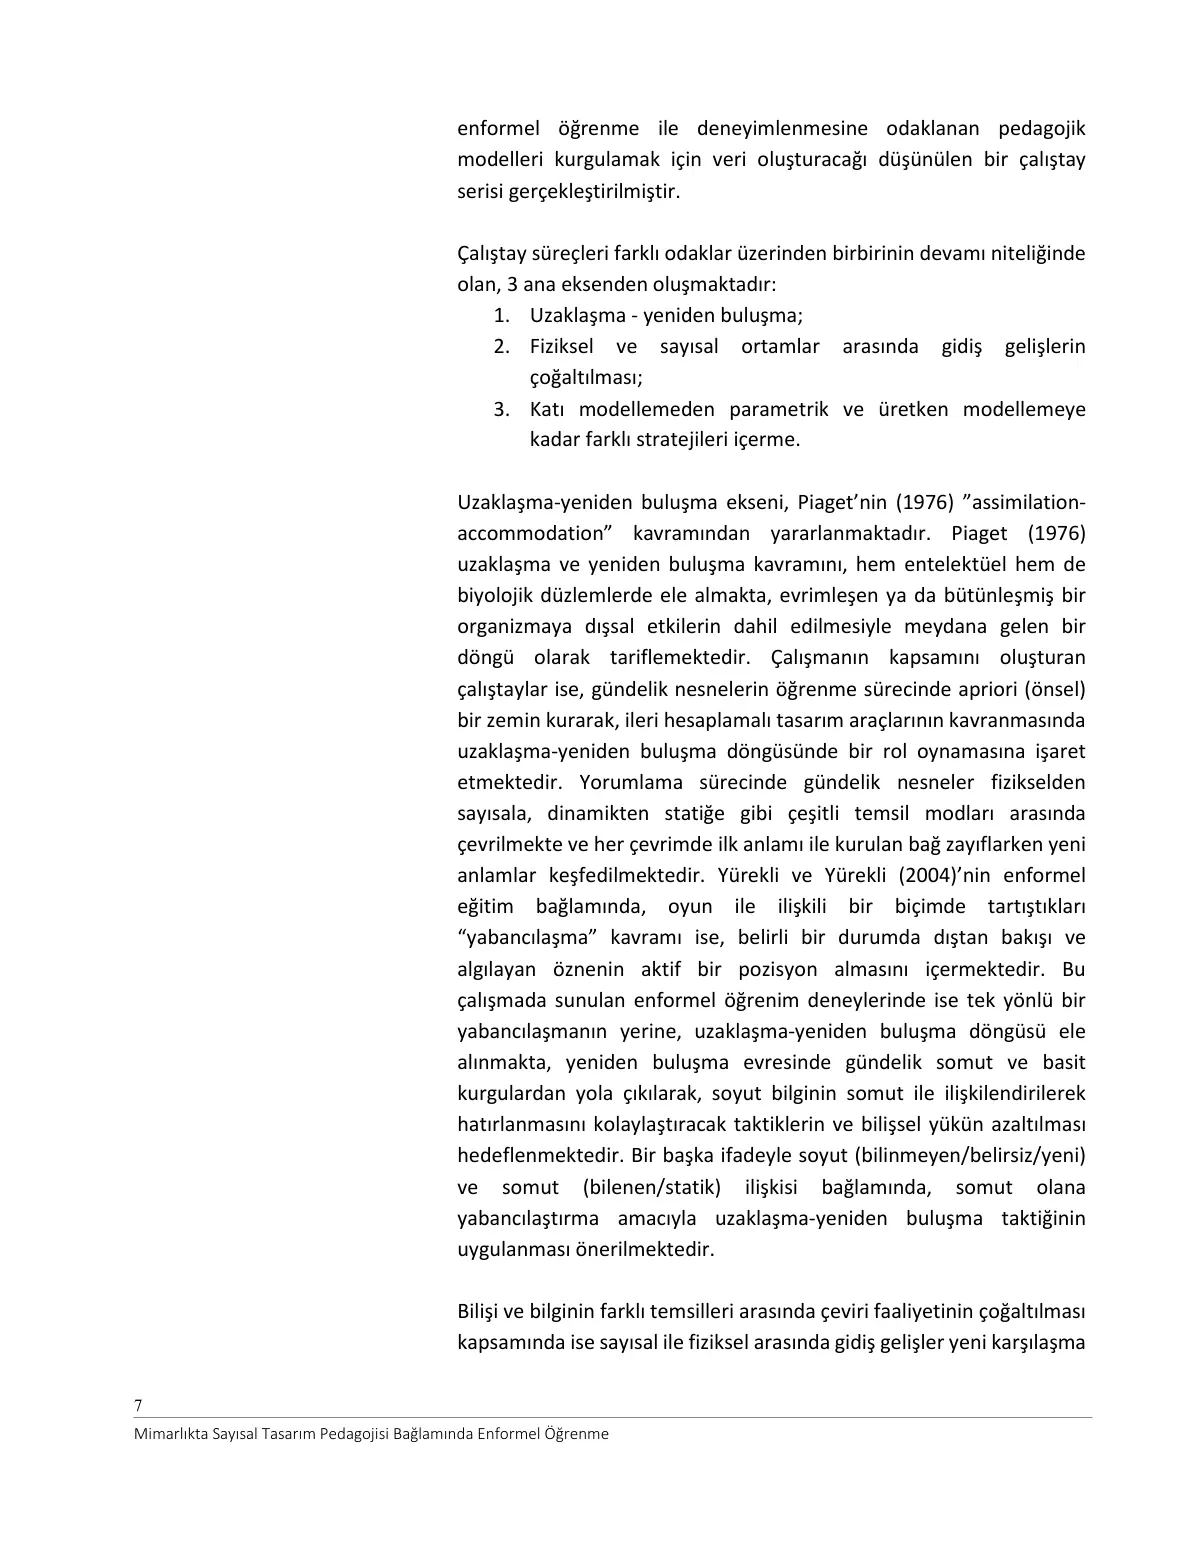 enformel öğrenme ile deneyimlenmesine odaklanan pedagojik
modelleri kurgulamak için veri oluşturacağı düşünülen bir çalıştay
serisi gerçekleştirilmiştir.
Çalıştay süreçleri farklı odaklar üzerinden birbirinin devamı niteliğinde
olan, 3 ana eksenden oluşmaktadır:
1. Uzaklaşma - yeniden buluşma;
2. Fiziksel ve sayısal ortamlar arasında gidiş gelişlerin
çoğaltılması;
3. Katı modellemeden parametrik ve üretken modellemeye
kadar farklı stratejileri içerme.
Uzaklaşma-yeniden buluşma ekseni, Piaget’nin (1976) ”assimilation-
accommodation” kavramından yararlanmaktadır. Piaget (1976)
uzaklaşma ve yeniden buluşma kavramını, hem entelektüel hem de
biyolojik düzlemlerde ele almakta, evrimleşen ya da bütünleşmiş bir
organizmaya dışsal etkilerin dahil edilmesiyle meydana gelen bir
döngü olarak tariflemektedir. Çalışmanın kapsamını oluşturan
çalıştaylar ise, gündelik nesnelerin öğrenme sürecinde apriori (önsel)
bir zemin kurarak, ileri hesaplamalı tasarım araçlarının kavranmasında
uzaklaşma-yeniden buluşma döngüsünde bir rol oynamasına işaret
etmektedir. Yorumlama sürecinde gündelik nesneler fizikselden
sayısala, dinamikten statiğe gibi çeşitli temsil modları arasında
çevrilmekte ve her çevrimde ilk anlamı ile kurulan bağ zayıflarken yeni
anlamlar keşfedilmektedir. Yürekli ve Yürekli (2004)’nin enformel
eğitim bağlamında, oyun ile ilişkili bir biçimde tartıştıkları
“yabancılaşma” kavramı ise, belirli bir durumda dıştan bakışı ve
algılayan öznenin aktif bir pozisyon almasını içermektedir. Bu
çalışmada sunulan enformel öğrenim deneylerinde ise tek yönlü bir
yabancılaşmanın yerine, uzaklaşma-yeniden buluşma döngüsü ele
alınmakta, yeniden buluşma evresinde gündelik somut ve basit
kurgulardan yola çıkılarak, soyut bilginin somut ile ilişkilendirilerek
hatırlanmasını kolaylaştıracak taktiklerin ve bilişsel yükün azaltılması
hedeflenmektedir. Bir başka ifadeyle soyut (bilinmeyen/belirsiz/yeni)
ve somut (bilenen/statik) ilişkisi bağlamında, somut olana
yabancılaştırma amacıyla uzaklaşma-yeniden buluşma taktiğinin
uygulanması önerilmektedir.
Bilişi ve bilginin farklı temsilleri arasında çeviri faaliyetinin çoğaltılması
kapsamında ise sayısal ile fiziksel arasında gidiş gelişler yeni karşılaşma
7
Mimarlıkta Sayısal Tasarım Pedagojisi Bağlamında Enformel Öğrenme